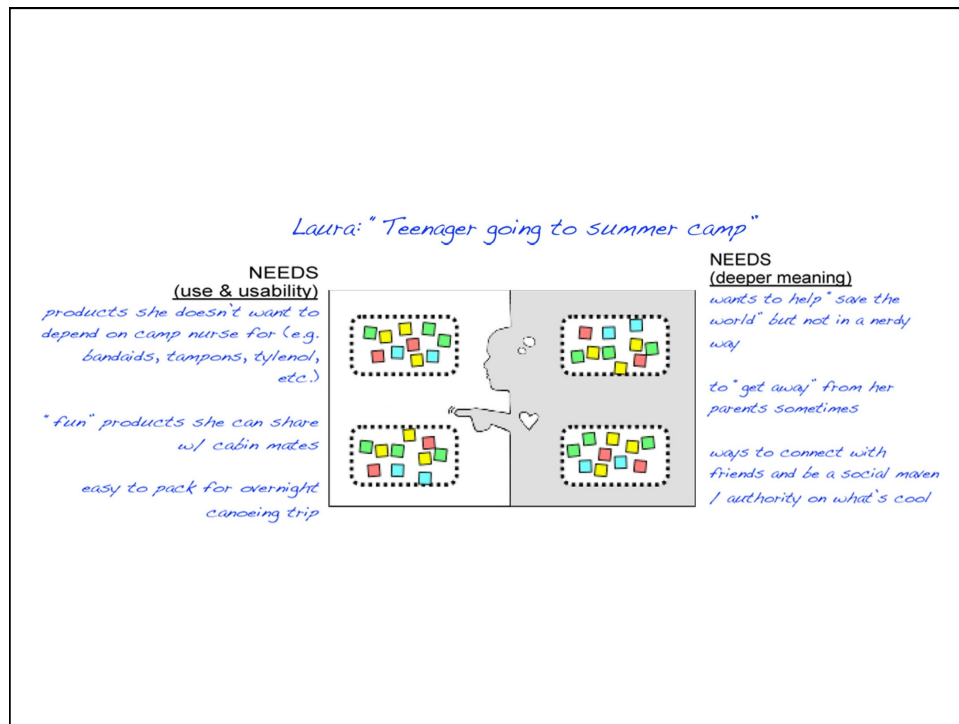 Laura: "Teenager going to summer camp"
NEEDS
(use & usability)
products she doesn't want to
depend on camp nurse for (e.g.
bandaids, tampons, tylenol,
etc.)
"fun" products she can share
w/ cabin mates
easy to pack for overnight
canoeing trip
NEEDS
(deeper meaning)
wants to help "save the
world" but not in a nerdy
way
to "get away" from her
parents sometimes
ways to connect with
friends and be a social maven
/ authority on what's cool